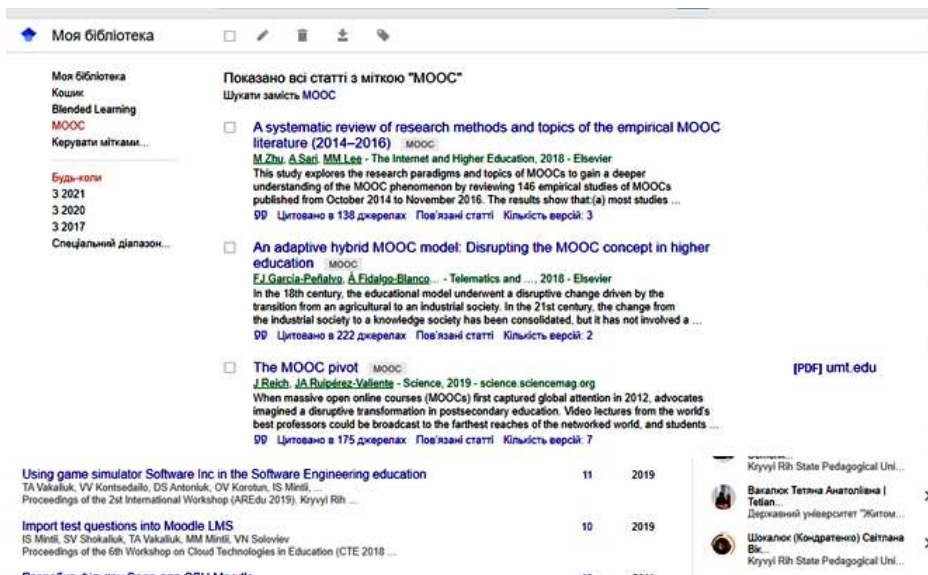 Моя бібліотека
Моя бібліотека
Кошик
Blended Learning
MOOC
Керувати мітками...
Будь-коли
З 2021
З 2020
З 2017
Спеціальний діапазон...
Показано всі статті з міткою "MOOC"
Шукати замість MOOC
A systematic review of research methods and topics of the empirical MOOC
literature (2014–2016) MOOC
M Zhu, A Sari, MM Lee - The Internet and Higher Education, 2018 - Elsevier
This study explores the research paradigms and topics of MOOCs to gain a deeper
understanding of the MOOC phenomenon by reviewing 146 empirical studies of MOOCs
published from October 2014 to November 2016. The results show that:(a) most studies ...
Цитовано в 138 джерелах Пов'язані статті Кількість версій: 3
An adaptive hybrid MOOC model: Disrupting the MOOC concept in higher
education MOOC
FJ García-Peñalvo, Á Fidalgo-Blanco... - Telematics and ..., 2018 - Elsevier
In the 18th century, the educational model underwent a disruptive change driven by the
transition from an agricultural to an industrial society. In the 21st century, the change from
the industrial society to a knowledge society has been consolidated, but it has not involved a ...
Цитовано в 222 джерелах Пов'язані статті Кількість версій: 2
The MOOC pivot MOOC
[PDF] umt.edu
J Reich, JA Ruipérez-Valiente - Science, 2019 - science.sciencemag.org
When massive open online courses (MOOCs) first captured global attention in 2012, advocates
imagined a disruptive transformation in postsecondary education. Video lectures from the world's
best professors could be broadcast to the farthest reaches of the networked world, and students ...
Цитовано в 175 джерелах Пов'язані статті Кількість версій: 7
Using game simulator Software Inc in the Software Engineering education 11 2019
TA Vakaliuk, VV Kontsedailo, DS Antoniuk, OV Korotun, IS Mintii, ...
Proceedings of the 2st International Workshop (AREdu 2019). Kryvyi Rih ...
Import test questions into Moodle LMS 10 2019
IS Mintii, SV Shokaliuk, TA Vakaliuk, MM Mintii, VN Soloviev
Proceedings of the 6th Workshop on Cloud Technologies in Education (CTE 2018 ...
Kryvyi Rih State Pedagogical Uni...
Вакалюк Тетяна Анатоліївна |
Tetian...
Державний університет "Житом...
Шокалюк (Кондратенко) Світлана
Вік...
Kryvyi Rih State Pedagogical Uni...